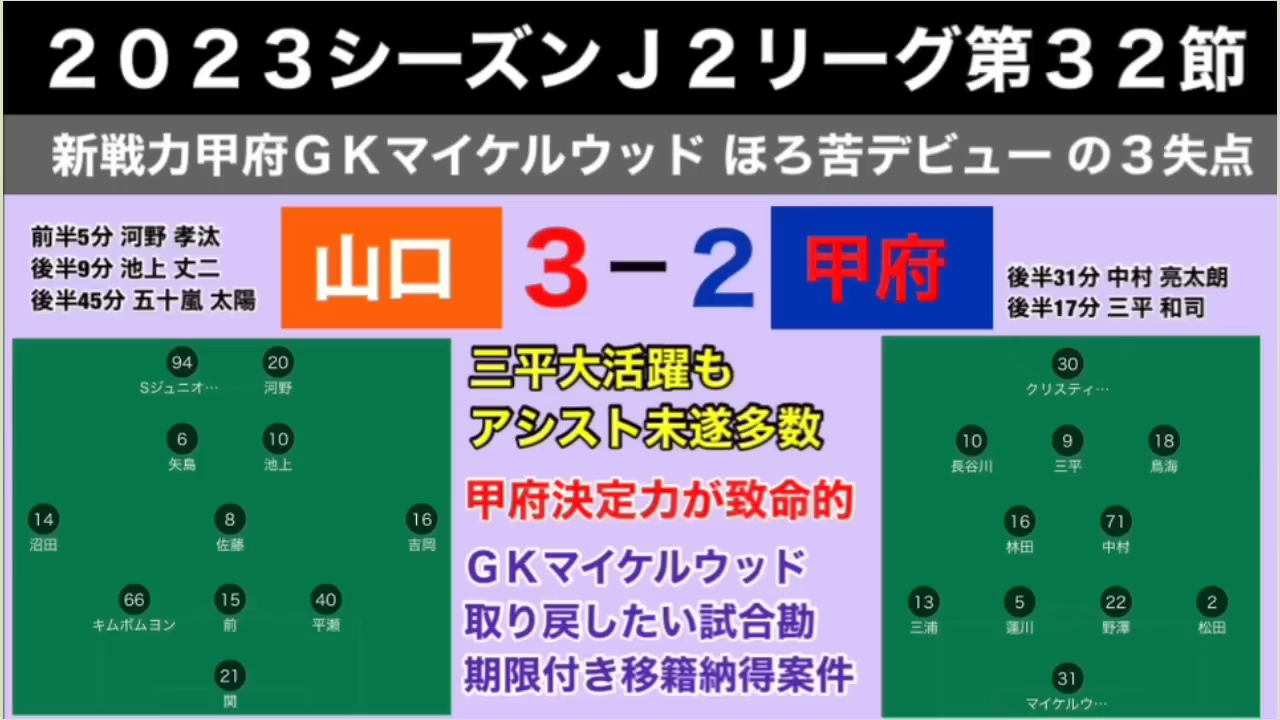 ２０２３シーズンＪ２リーグ第３２節
新戦力甲府ＧＫマイケルウッド ほろ苦デビュー の３失点
前半5分 河野 孝汰
後半9分 池上 丈二
後半45分 五十嵐 太陽
山口
3－2
甲府
後半31分 中村 亮太朗
後半17分 三平 和司
94 20
Sジュニオ… 河野
6 10
矢島 池上
14 8 16
沼田 佐藤 吉岡
66 15 40
キムボムヨン 前 平瀬
21
関
三平大活躍も
アシスト未遂多数
甲府決定力が致命的
ＧＫマイケルウッド
取り戻したい試合勘
期限付き移籍納得案件
30
クリスティ…
10 9 18
長谷川 三平 鳥海
16 71
林田 中村
13 5 22 2
三浦 蓮川 野澤 松田
31
マイケルウ…